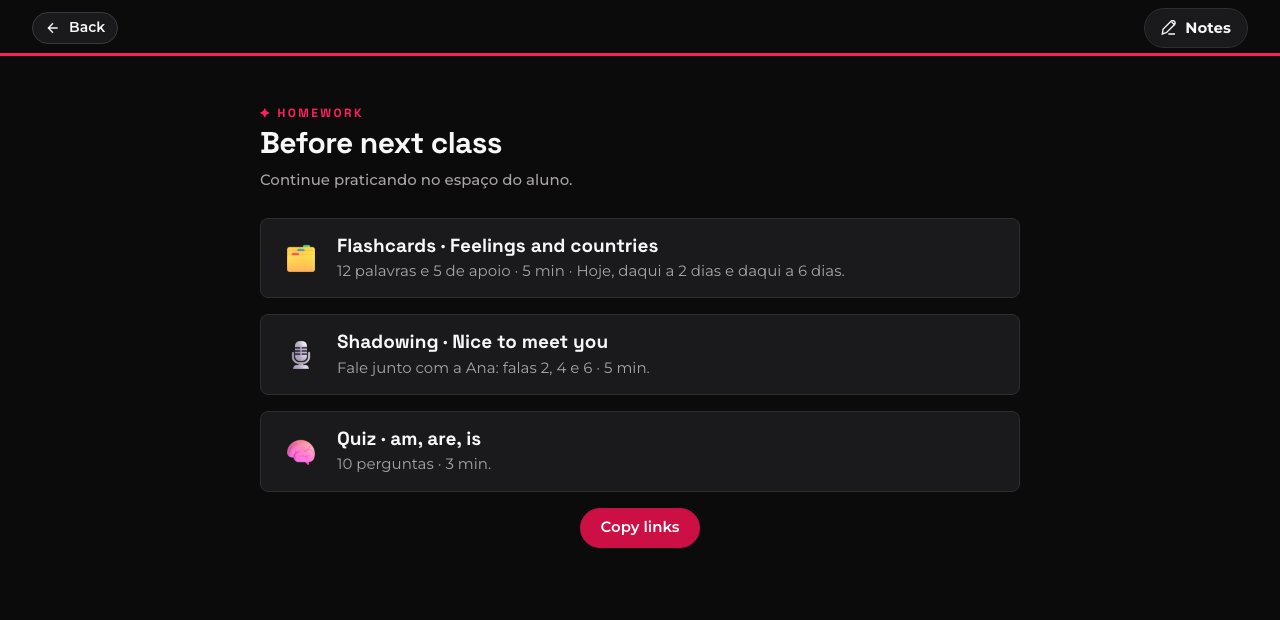 Back
Notes
HOMEWORK
Before next class
Continue praticando no espaço do aluno.
Flashcards · Feelings and countries
12 palavras e 5 de apoio · 5 min · Hoje, daqui a 2 dias e daqui a 6 dias.
Shadowing · Nice to meet you
Fale junto com a Ana: falas 2, 4 e 6 · 5 min.
Quiz · am, are, is
10 perguntas · 3 min.
Copy links